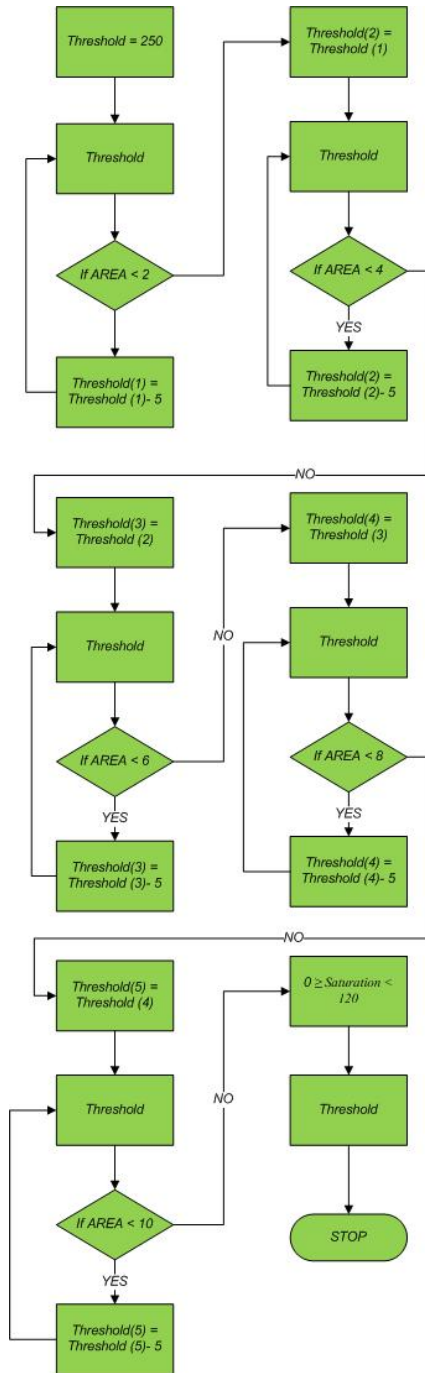 Threshold = 250
Threshold
If AREA < 2
Threshold(1) =
Threshold (1)- 5
Threshold(2) =
Threshold (1)
Threshold
If AREA < 4
YES
Threshold(2) =
Threshold (2)- 5
NO
Threshold(3) =
Threshold (2)
Threshold
If AREA < 6
YES
Threshold(3) =
Threshold (3)- 5
NO
Threshold(4) =
Threshold (3)
Threshold
If AREA < 8
YES
Threshold(4) =
Threshold (4)- 5
NO
Threshold(5) =
Threshold (4)
Threshold
If AREA < 10
YES
Threshold(5) =
Threshold (5)- 5
NO
0 ≥ Saturation <
120
Threshold
STOP